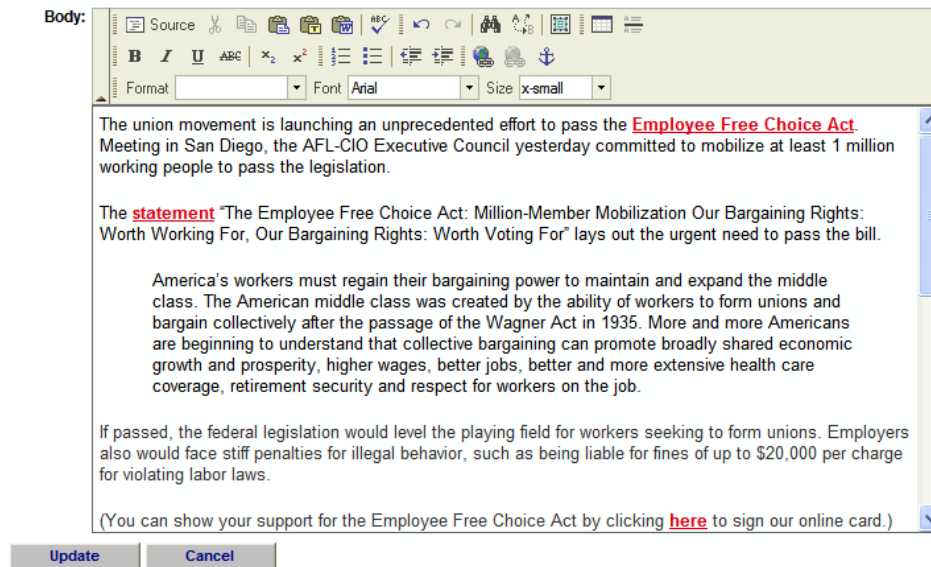 Body:
Source
ABC
B I U ABC x₂ x²
Format Font Arial Size x-small
The union movement is launching an unprecedented effort to pass the Employee Free Choice Act.
Meeting in San Diego, the AFL-CIO Executive Council yesterday committed to mobilize at least 1 million
working people to pass the legislation.
The statement “The Employee Free Choice Act: Million-Member Mobilization Our Bargaining Rights:
Worth Working For, Our Bargaining Rights: Worth Voting For” lays out the urgent need to pass the bill.
America’s workers must regain their bargaining power to maintain and expand the middle
class. The American middle class was created by the ability of workers to form unions and
bargain collectively after the passage of the Wagner Act in 1935. More and more Americans
are beginning to understand that collective bargaining can promote broadly shared economic
growth and prosperity, higher wages, better jobs, better and more extensive health care
coverage, retirement security and respect for workers on the job.
If passed, the federal legislation would level the playing field for workers seeking to form unions. Employers
also would face stiff penalties for illegal behavior, such as being liable for fines of up to $20,000 per charge
for violating labor laws.
(You can show your support for the Employee Free Choice Act by clicking here to sign our online card.)
Update Cancel